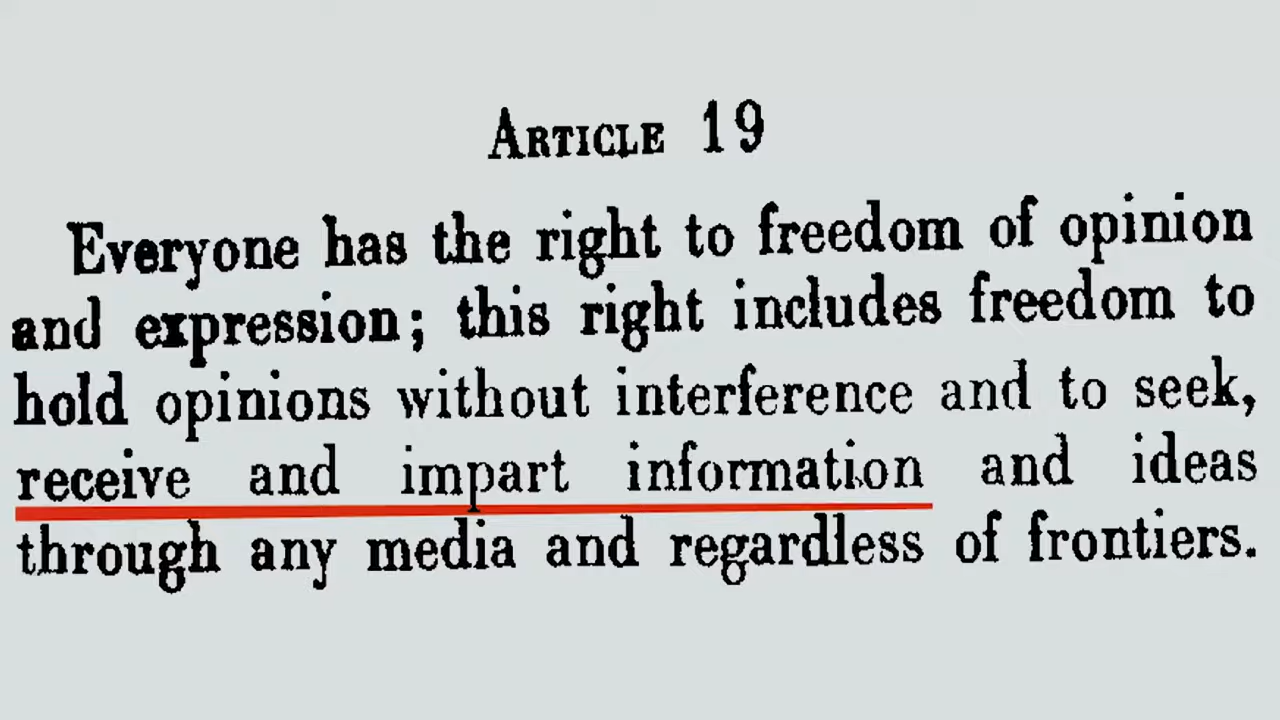 ARTICLE 19
Everyone has the right to freedom of opinion
and expression; this right includes freedom to
hold opinions without interference and to seek,
receive and impart information and ideas
through any media and regardless of frontiers.